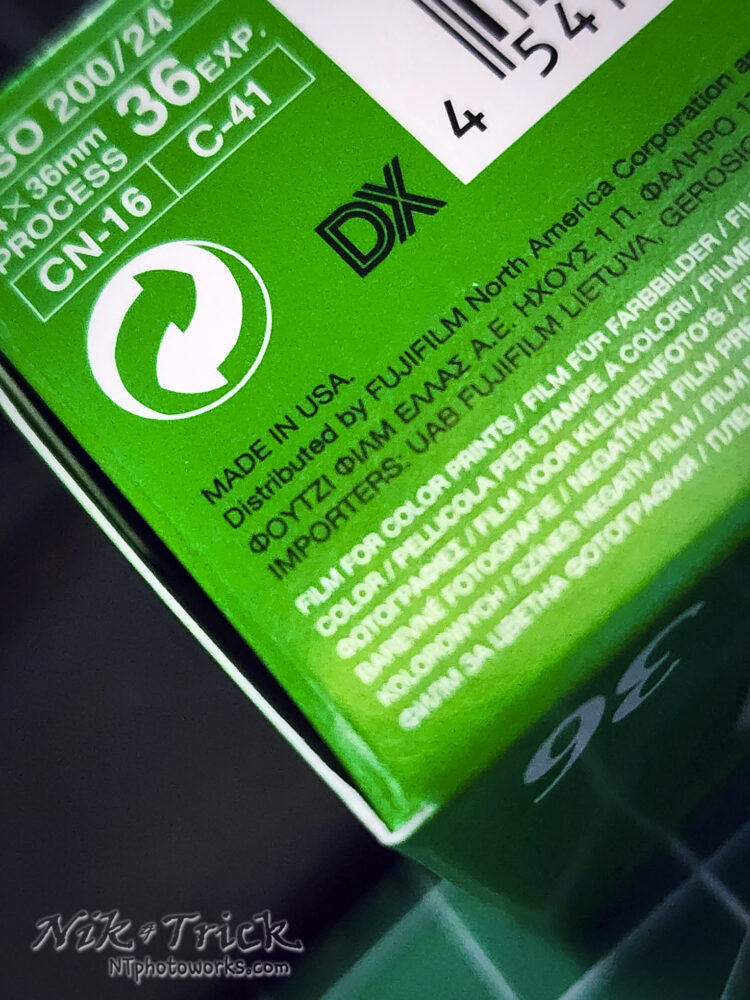 ISO 200/24°
36 EXP.
36mm
PROCESS
CN-16
C-41
4 541
DX
MADE IN USA.
Distributed by FUJIFILM North America Corporation
ΦΟΥΤΖΙ ΦΙΛΜ ΕΛΛΑΣ Α.Ε. ΗΧΟΥΣ 1 Π. ΦΑΛΗΡΟ
IMPORTERS: UAB FUJIFILM LIETUVA,
FILM FOR COLOR PRINTS / FILM FÜR FARBBILDER /
COLOR / PELLICOLA PER STAMPE A COLORI /
ΦΩΤΟΓΡΑΦΙΕΣ / FILM VOOR KLEURENFOTO'S /
BAREVNÉ FOTOGRAFIE / NEGATÍVNY FILM
KOLOROWYCH / SZÍNES NEGATÍV FILM /
ФИЛМ ЗА ЦВЕТНА ФОТОГРАФИЯ /
36
Nik & Trick
NTphotoworks.com